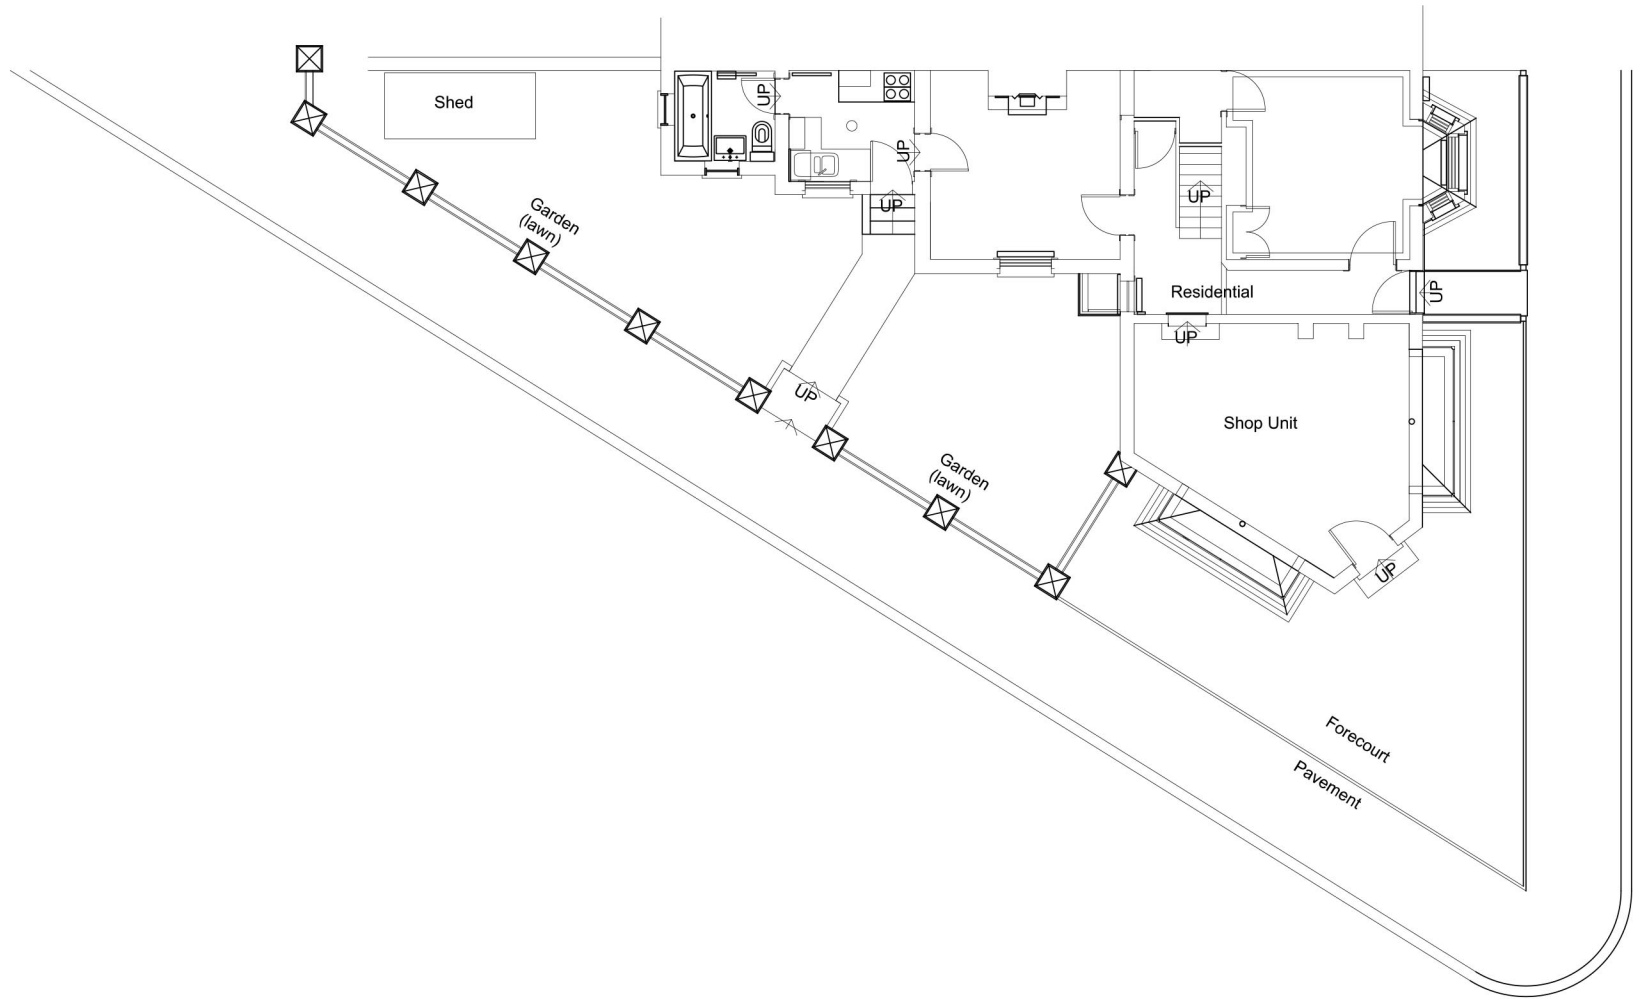 Shed
UP
UP
UP
UP
Garden
(lawn)
Residential
UP
UP
UP
Shop Unit
Garden
(lawn)
UP
Forecourt
Pavement